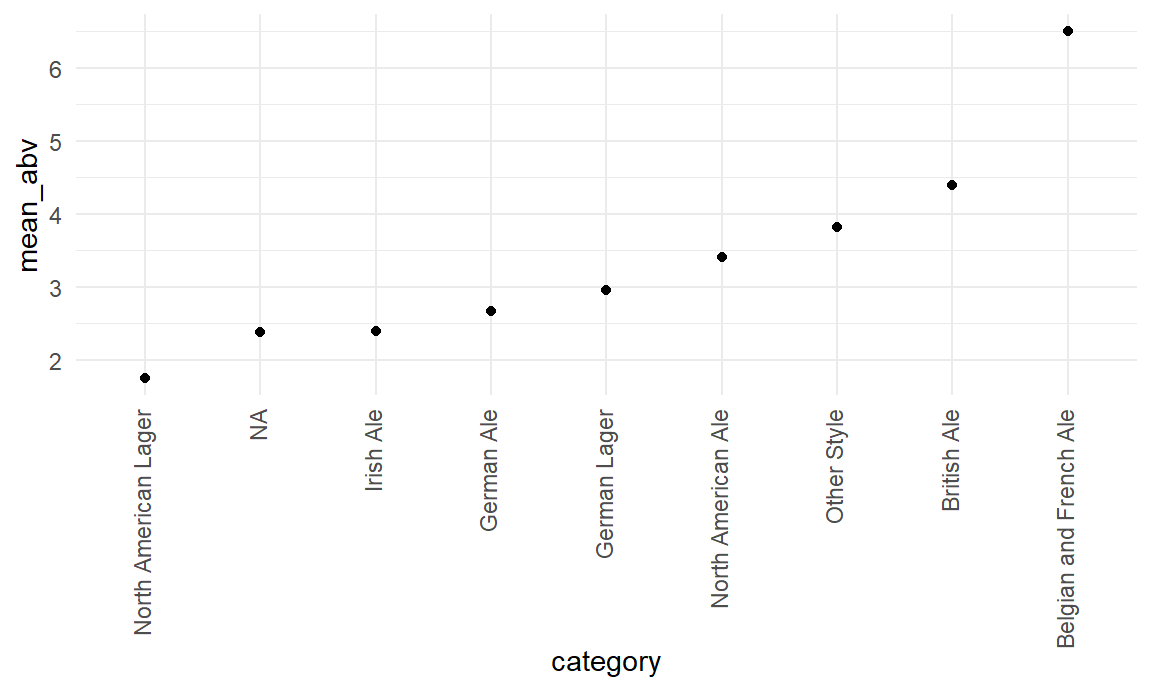 mean_abv
6
5
4
3
2
North American Lager
NA
Irish Ale
German Ale
German Lager
North American Ale
Other Style
British Ale
Belgian and French Ale
category